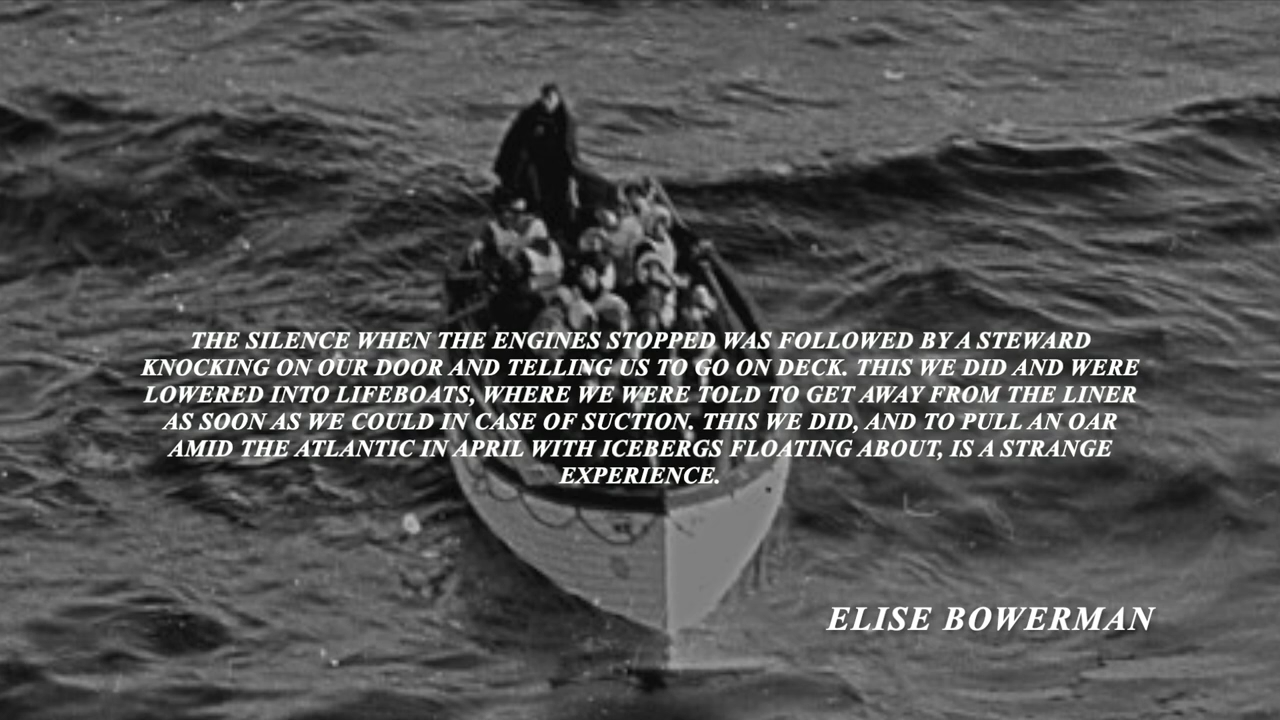 THE SILENCE WHEN THE ENGINES STOPPED WAS FOLLOWED BY A STEWARD
KNOCKING ON OUR DOOR AND TELLING US TO GO ON DECK. THIS WE DID AND WERE
LOWERED INTO LIFEBOATS, WHERE WE WERE TOLD TO GET AWAY FROM THE LINER
AS SOON AS WE COULD IN CASE OF SUCTION. THIS WE DID, AND TO PULL AN OAR
AMID THE ATLANTIC IN APRIL WITH ICEBERGS FLOATING ABOUT, IS A STRANGE
EXPERIENCE.
ELISE BOWERMAN